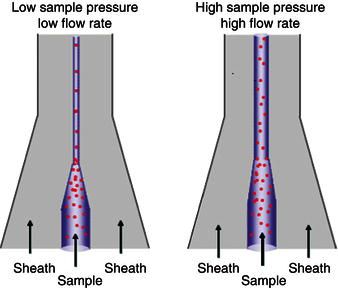 Low sample pressure
low flow rate
High sample pressure
high flow rate
Sheath
Sheath
Sample
Sheath
Sheath
Sample